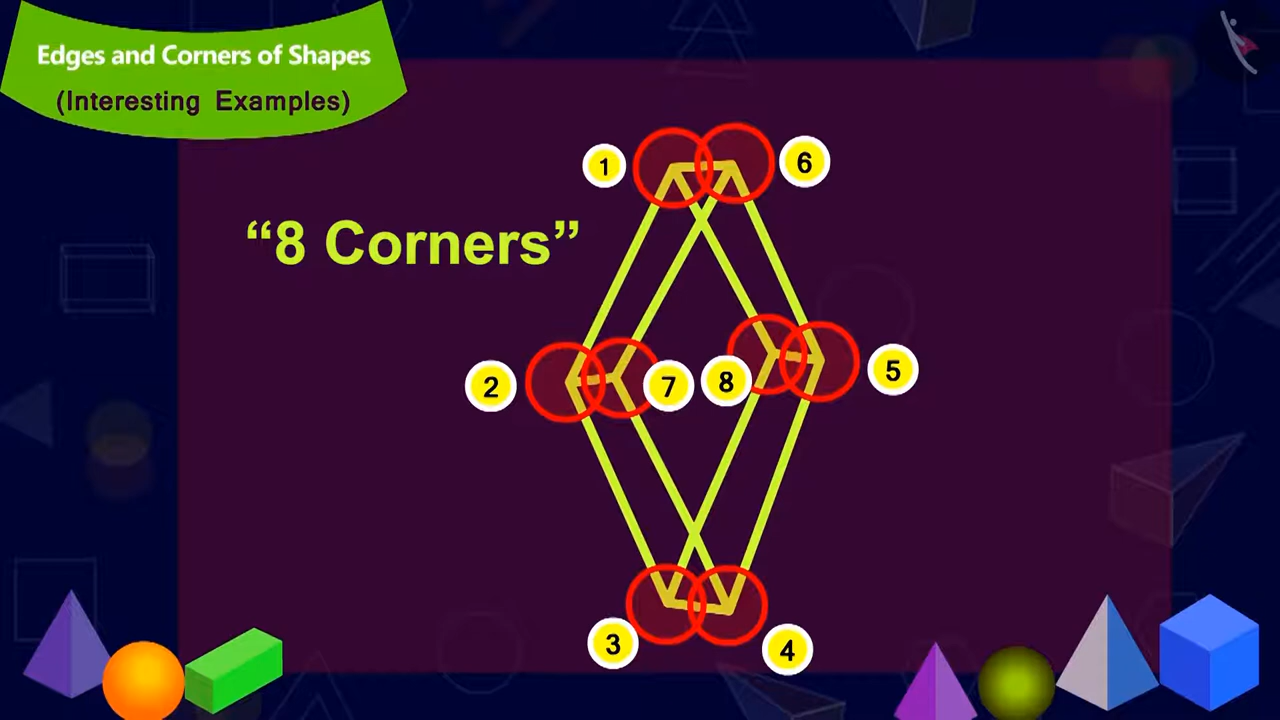 Edges and Corners of Shapes
(Interesting Examples)
“8 Corners”
1
6
2
7
8
5
3
4